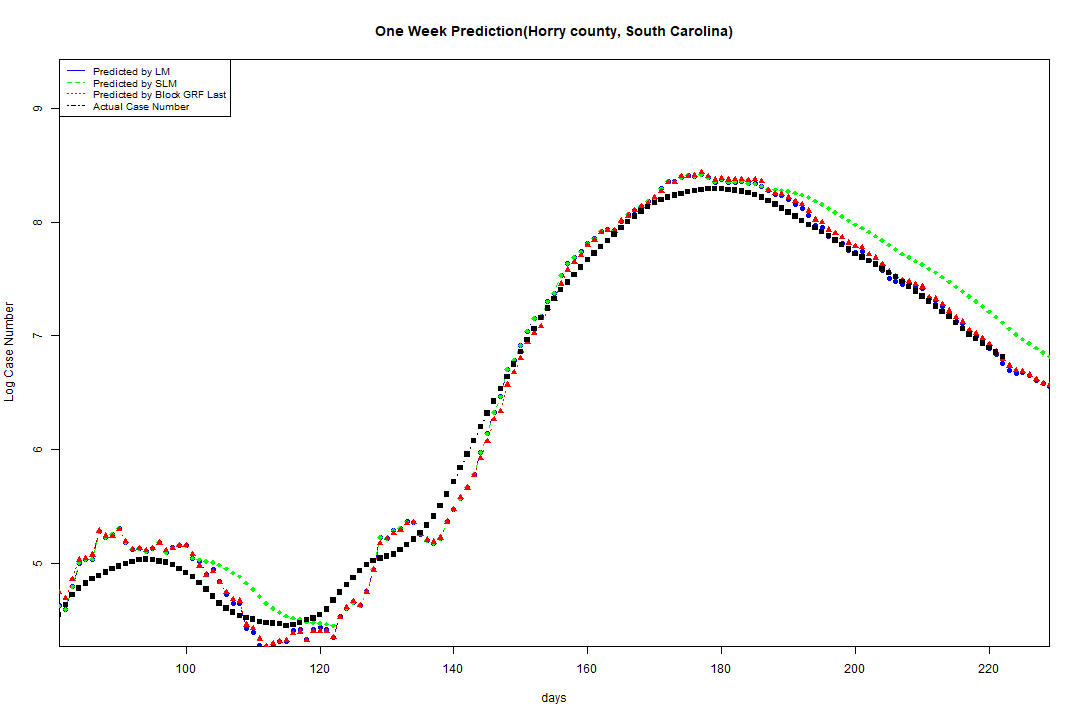 One Week Prediction(Horry county, South Carolina)
Predicted by LM
Predicted by SLM
Predicted by Block GRF Last
Actual Case Number
Log Case Number
9
8
7
6
5
100 120 140 160 180 200 220
days